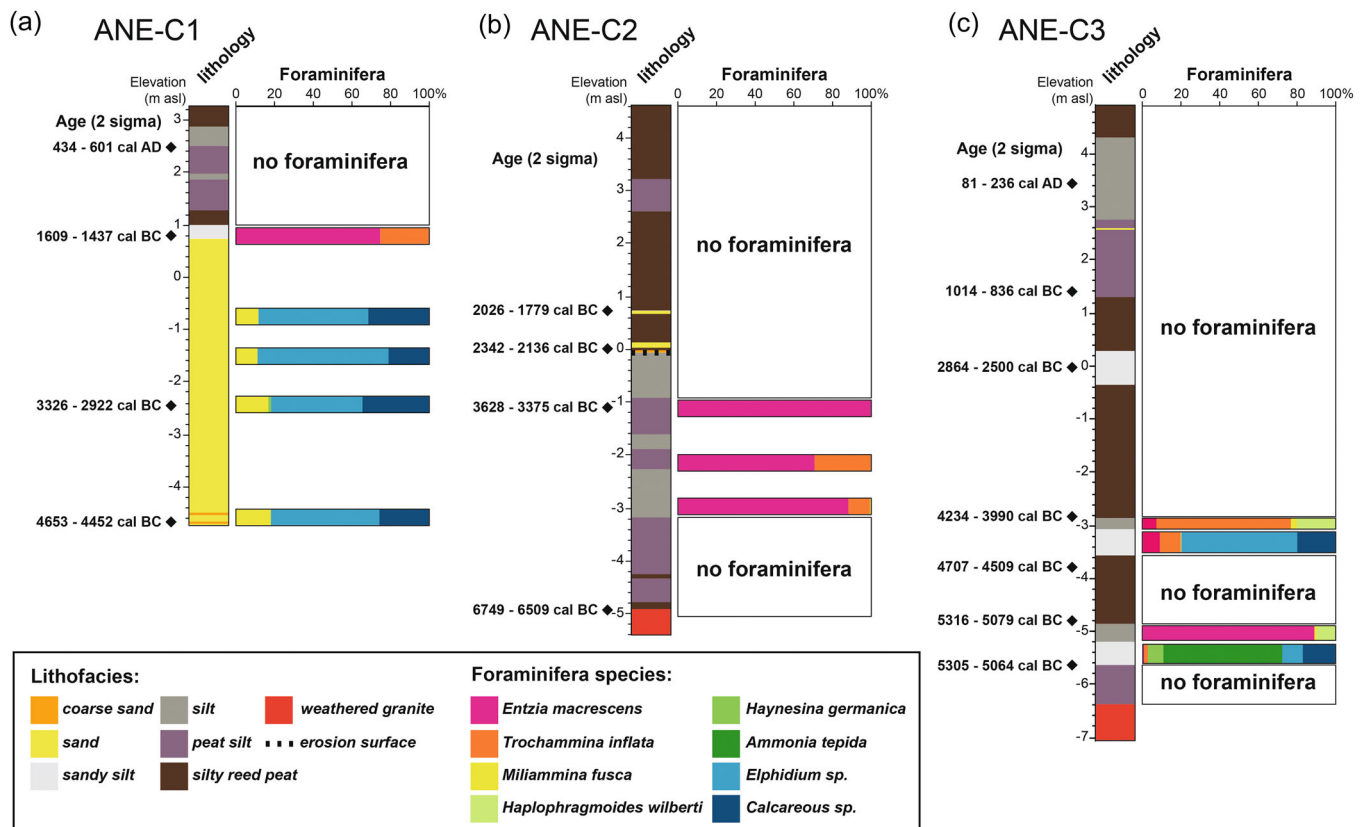 (a)
ANE-C1
lithology
Foraminifera
Elevation
(m asl)
0 20 40 60 80 100%
Age (2 sigma)
3
434 - 601 cal AD
2
no foraminifera
1
1609 - 1437 cal BC
0
-1
-2
3326 - 2922 cal BC
-3
-4
4653 - 4452 cal BC
(b)
ANE-C2
lithology
Foraminifera
Elevation
(m asl)
0 20 40 60 80 100%
4
Age (2 sigma)
3
2
no foraminifera
1
2026 - 1779 cal BC
2342 - 2136 cal BC
0
3628 - 3375 cal BC
-1
-2
-3
no foraminifera
-4
6749 - 6509 cal BC
-5
(c)
ANE-C3
lithology
Foraminifera
Elevation
(m asl)
0 20 40 60 80 100%
Age (2 sigma)
4
81 - 236 cal AD
3
2
1014 - 836 cal BC
1
no foraminifera
2864 - 2500 cal BC
0
-1
-2
4234 - 3990 cal BC
-3
4707 - 4509 cal BC
-4
no foraminifera
5316 - 5079 cal BC
-5
5305 - 5064 cal BC
-6
no foraminifera
-7
Lithofacies:
coarse sand
sand
sandy silt
silt
peat silt
silty reed peat
weathered granite
erosion surface
Foraminifera species:
Entzia macrescens
Trochammina inflata
Miliammina fusca
Haplophragmoides wilberti
Haynesina germanica
Ammonia tepida
Elphidium sp.
Calcareous sp.